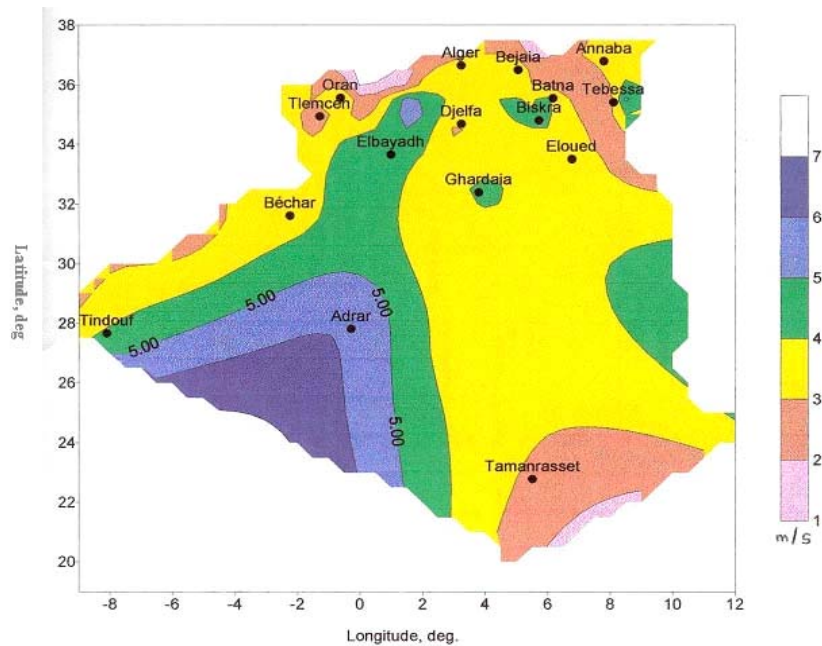 38
36
34
32
30
28
26
24
22
20
Latitude, deg
Alger
Bejaia
Annaba
Oran
Batna
Tebessa
Tlemcen
Djelfa
Biskra
Elbayadh
Eloued
Ghardaia
Béchar
5.00
5.00
Tindouf
Adrar
5.00
5.00
Tamanrasset
-8 -6 -4 -2 0 2 4 6 8 10 12
Longitude, deg.
7
6
5
4
3
2
1
m/s